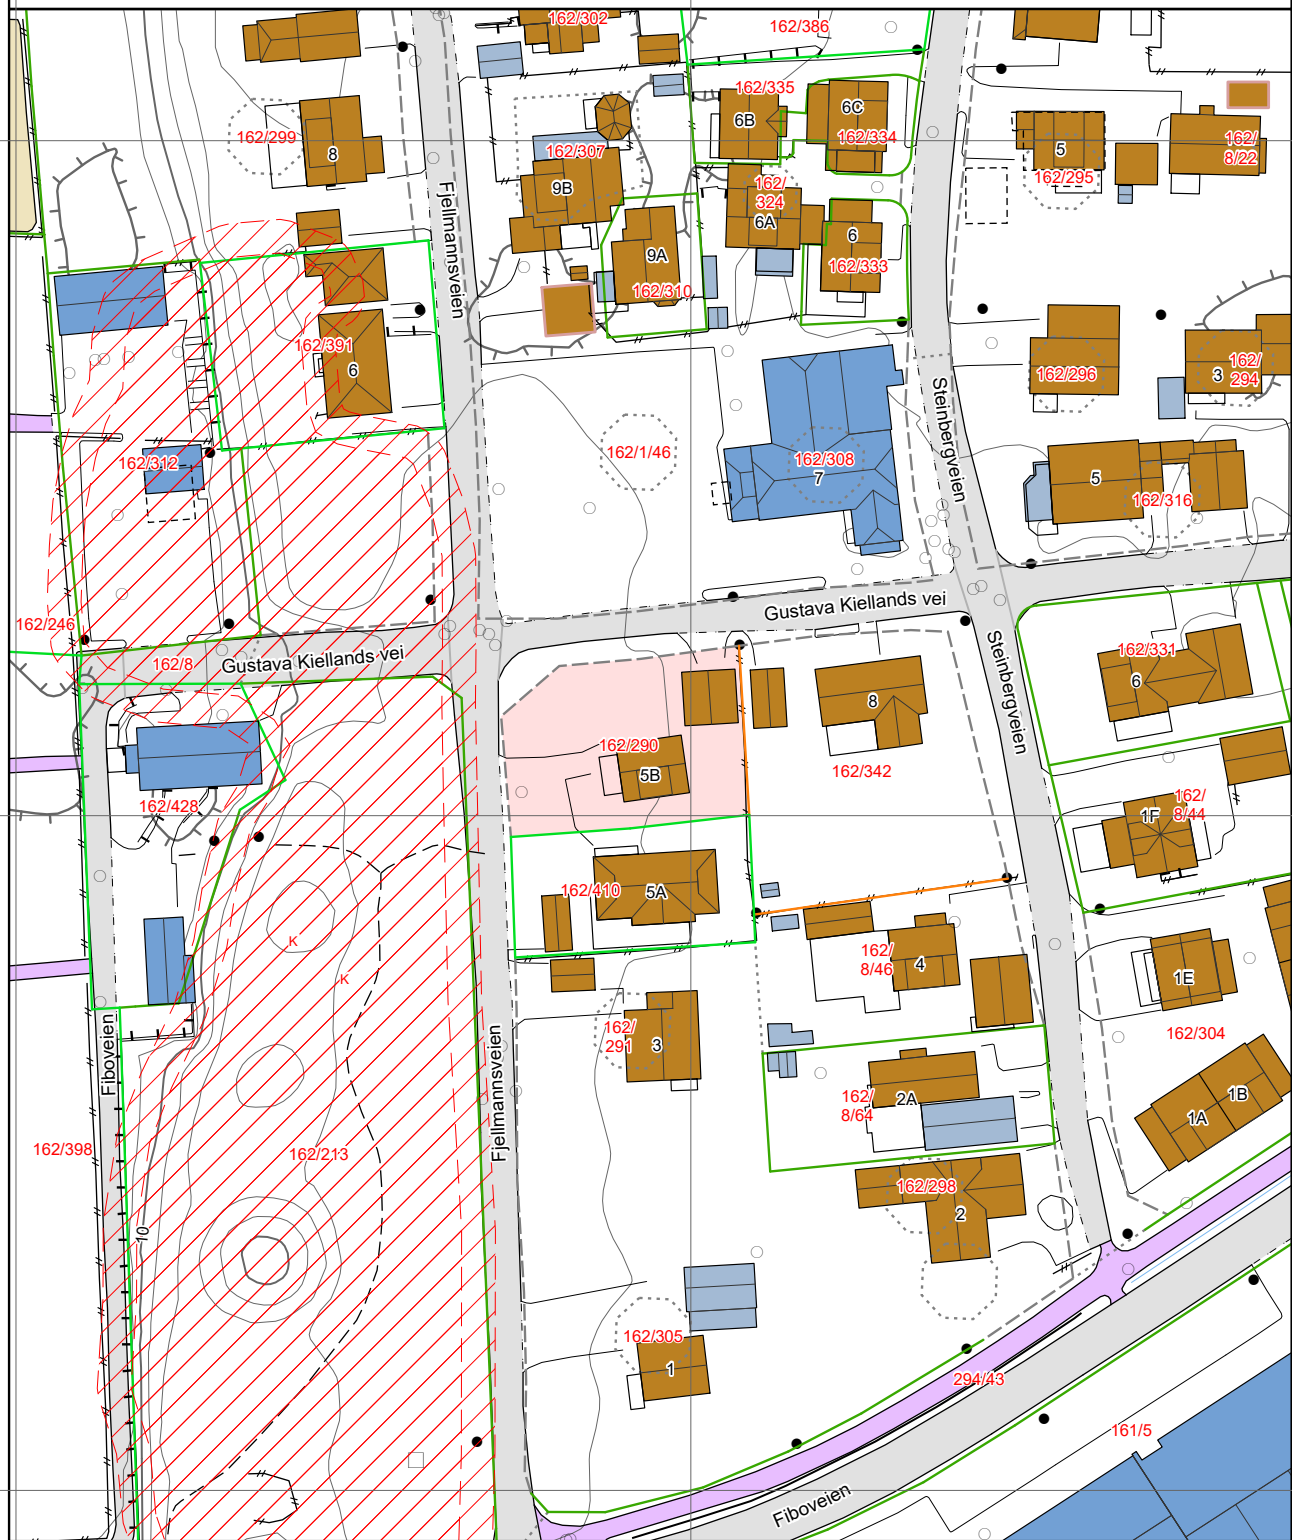 162/302
162/386
162/335
6C
6B
162/334
162/299
8
162/307
9B
5
162/295
162/
8/22
162/
324
6A
Fjellmannsveien
6
162/333
9A
162/310
162/391
6
162/296
3
162/
294
Steinbergveien
162/1/46
162/308
7
162/312
5
162/316
162/246
Gustava Kiellands vei
162/8
Gustava Kiellands vei
Steinbergveien
162/331
6
8
162/342
162/290
5B
162/428
162/
8/44
1F
162/410
5A
K
K
162/
8/46
4
1E
162/304
Fiboveien
Fjellmannsveien
162/
291
3
162/
8/64
2A
1B
1A
162/398
162/213
162/298
2
10
162/305
1
294/43
161/5
Fiboveien